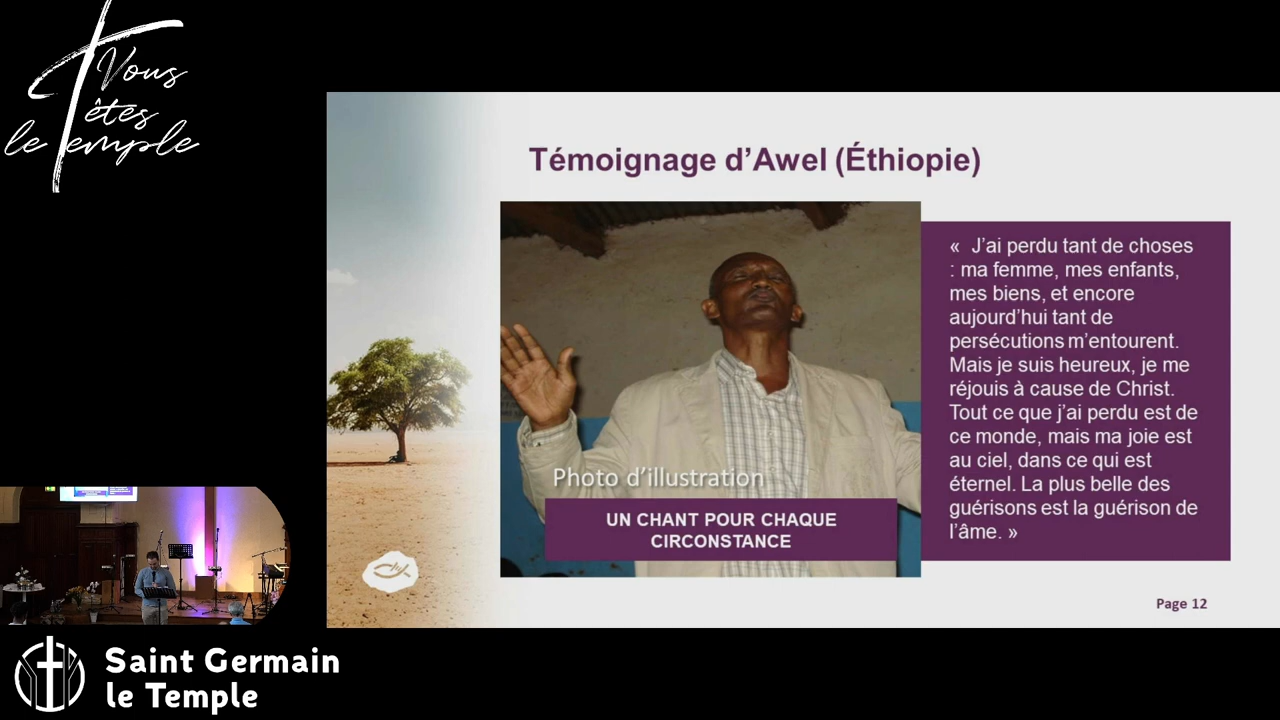 Vous
êtes
le Temple
Témoignage d’Awel (Éthiopie)
Photo d’illustration
UN CHANT POUR CHAQUE
CIRCONSTANCE
«  J’ai perdu tant de choses
: ma femme, mes enfants,
mes biens, et encore
aujourd’hui tant de
persécutions m’entourent.
Mais je suis heureux, je me
réjouis à cause de Christ.
Tout ce que j’ai perdu est de
ce monde, mais ma joie est
au ciel, dans ce qui est
éternel. La plus belle des
guérisons est la guérison de
l’âme. »
Page 12
Saint Germain
le Temple